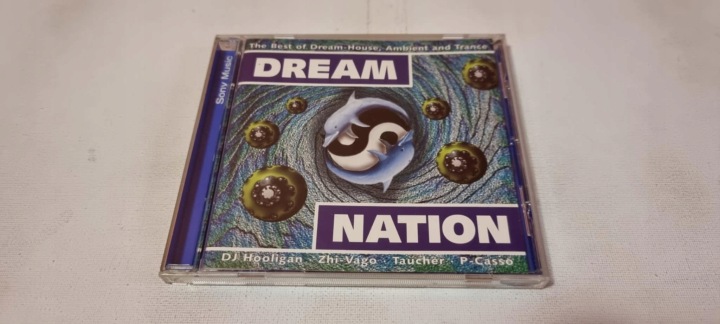 The Best of Dream-House, Ambient and Trance
DREAM
Sony Music
NATION
DJ Hooligan · Zhi-Vago · Taucher · P-Casso